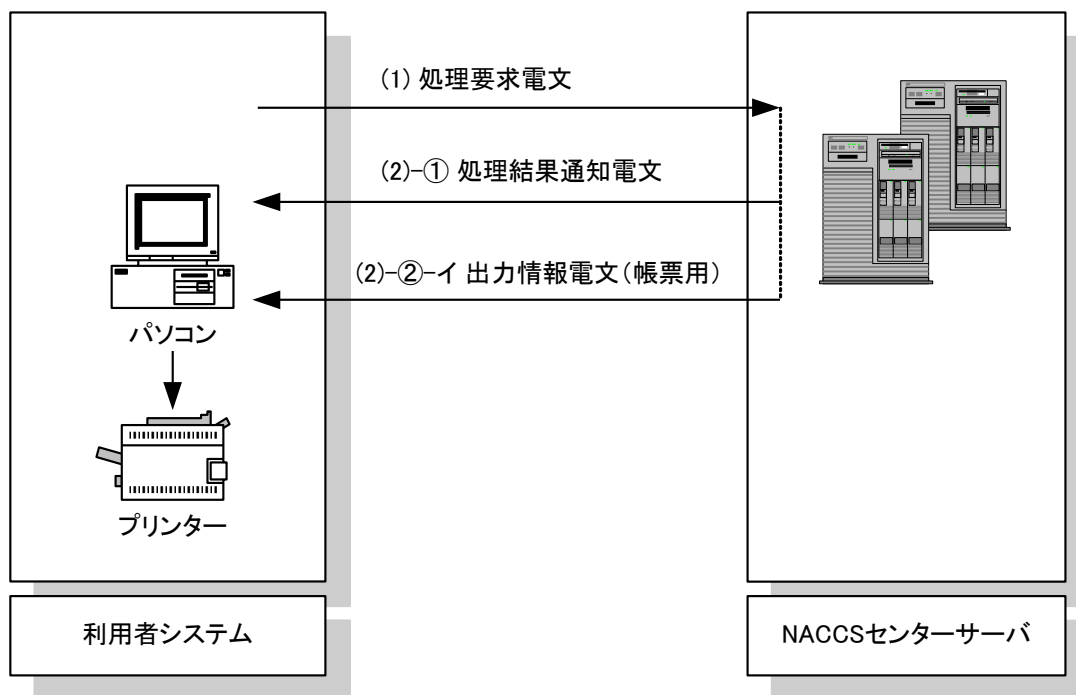 (1) 処理要求電文
(2)-① 処理結果通知電文
(2)-②-イ 出力情報電文(帳票用)
パソコン
プリンター
利用者システム
NACCSセンターサーバ